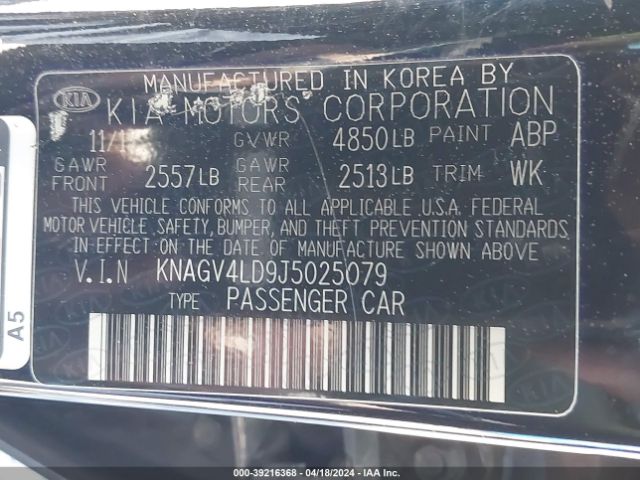 MANUFACTURED IN KOREA BY
KIA KIA MOTORS CORPORATION
11/1 GVWR 4850LB PAINT ABP
GAWR FRONT 2557LB GAWR REAR 2513LB TRIM WK
THIS VEHICLE CONFORMS TO ALL APPLICABLE U.S.A. FEDERAL
MOTOR VEHICLE SAFETY, BUMPER, AND THEFT PREVENTION STANDARDS
IN EFFECT ON THE DATE OF MANUFACTURE SHOWN ABOVE
V.I.N KNAGV4LD9J5025079
TYPE PASSENGER CAR
A5
000-39216368 - 04/18/2024 - IAA Inc.